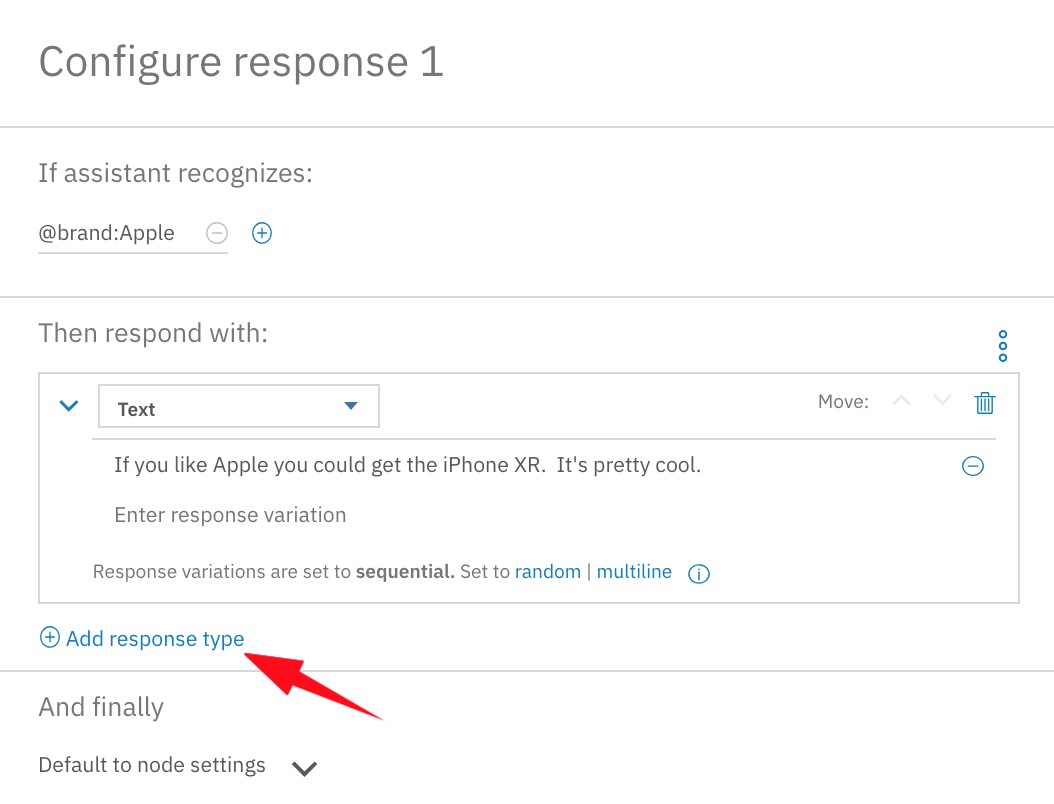 Configure response 1
If assistant recognizes:
@brand:Apple
Then respond with:
Text
Move:
If you like Apple you could get the iPhone XR.  It's pretty cool.
Enter response variation
Response variations are set to sequential. Set to random | multiline
Add response type
And finally
Default to node settings